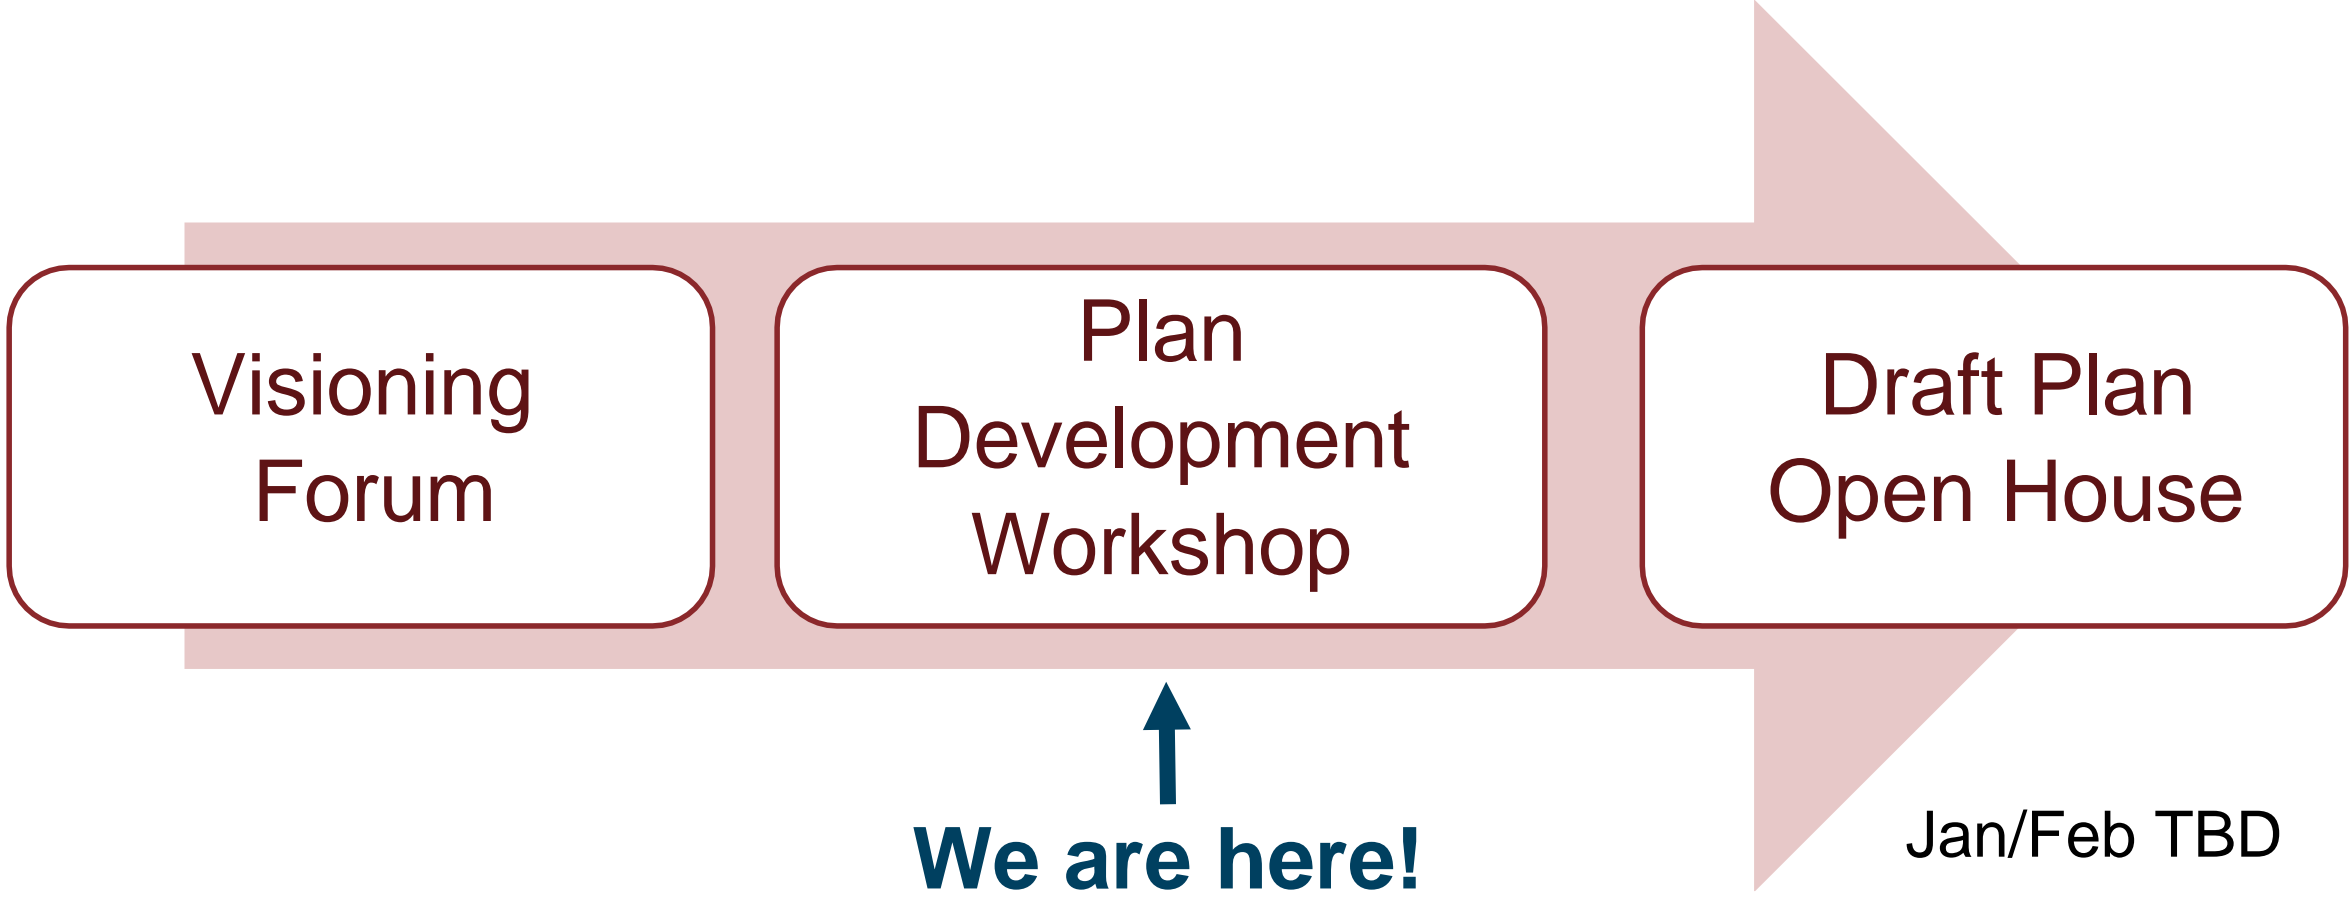 Visioning
Forum
Plan
Development
Workshop
Draft Plan
Open House
We are here!
Jan/Feb TBD